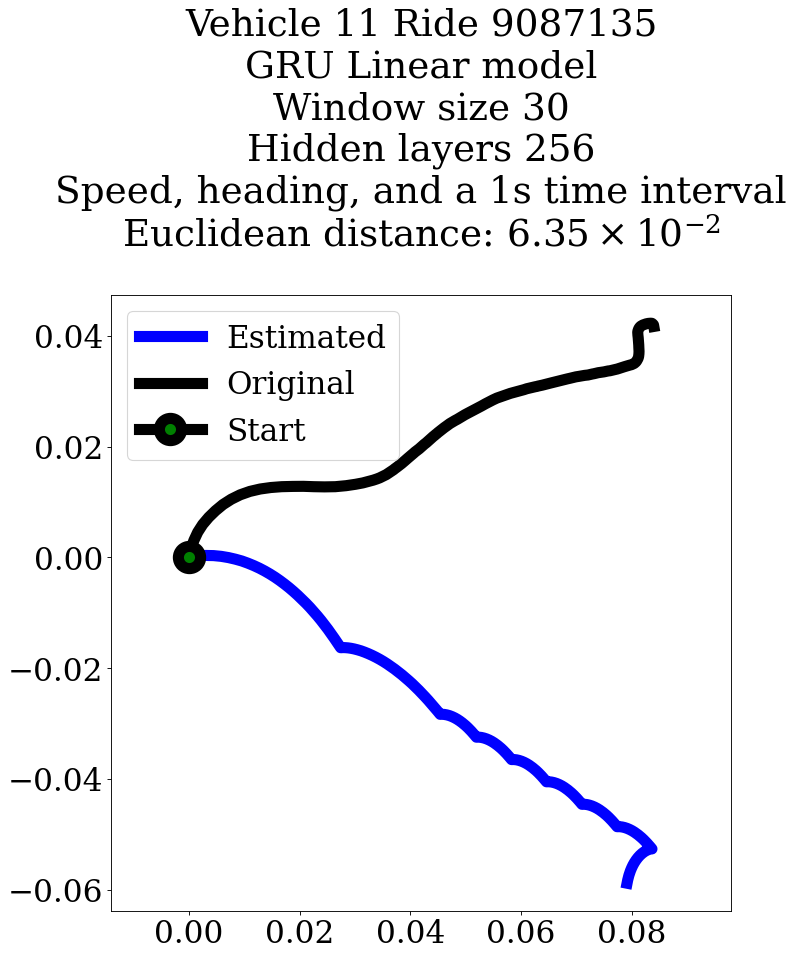 Vehicle 11 Ride 9087135
GRU Linear model
Window size 30
Hidden layers 256
Speed, heading, and a 1s time interval
Euclidean distance: 6.35 × 10⁻²
Estimated
Original
Start
0.04
0.02
0.00
−0.02
−0.04
−0.06
0.00 0.02 0.04 0.06 0.08